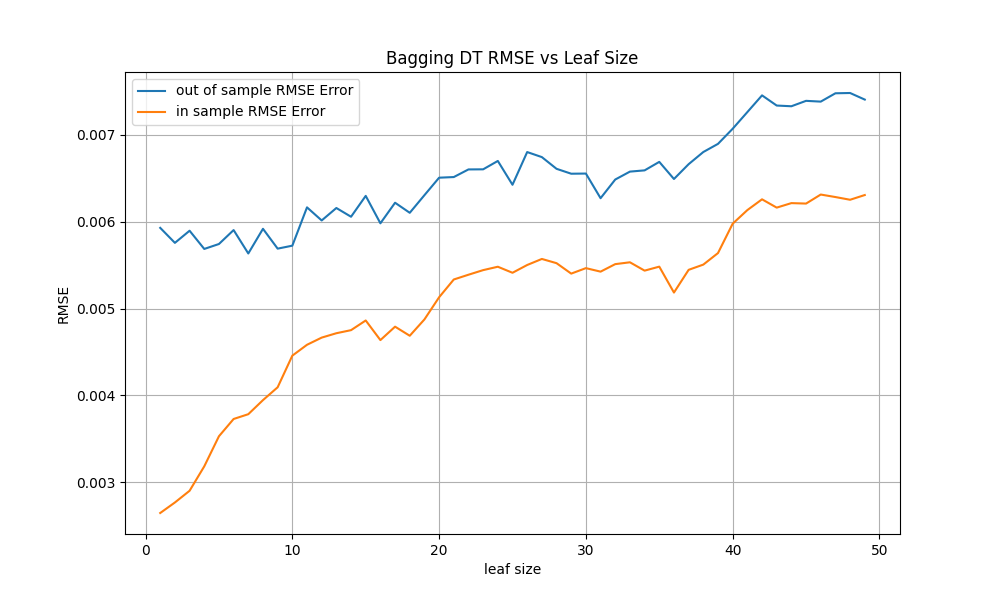 Bagging DT RMSE vs Leaf Size
out of sample RMSE Error
in sample RMSE Error
0.007
0.006
0.005
0.004
0.003
RMSE
0 10 20 30 40 50
leaf size